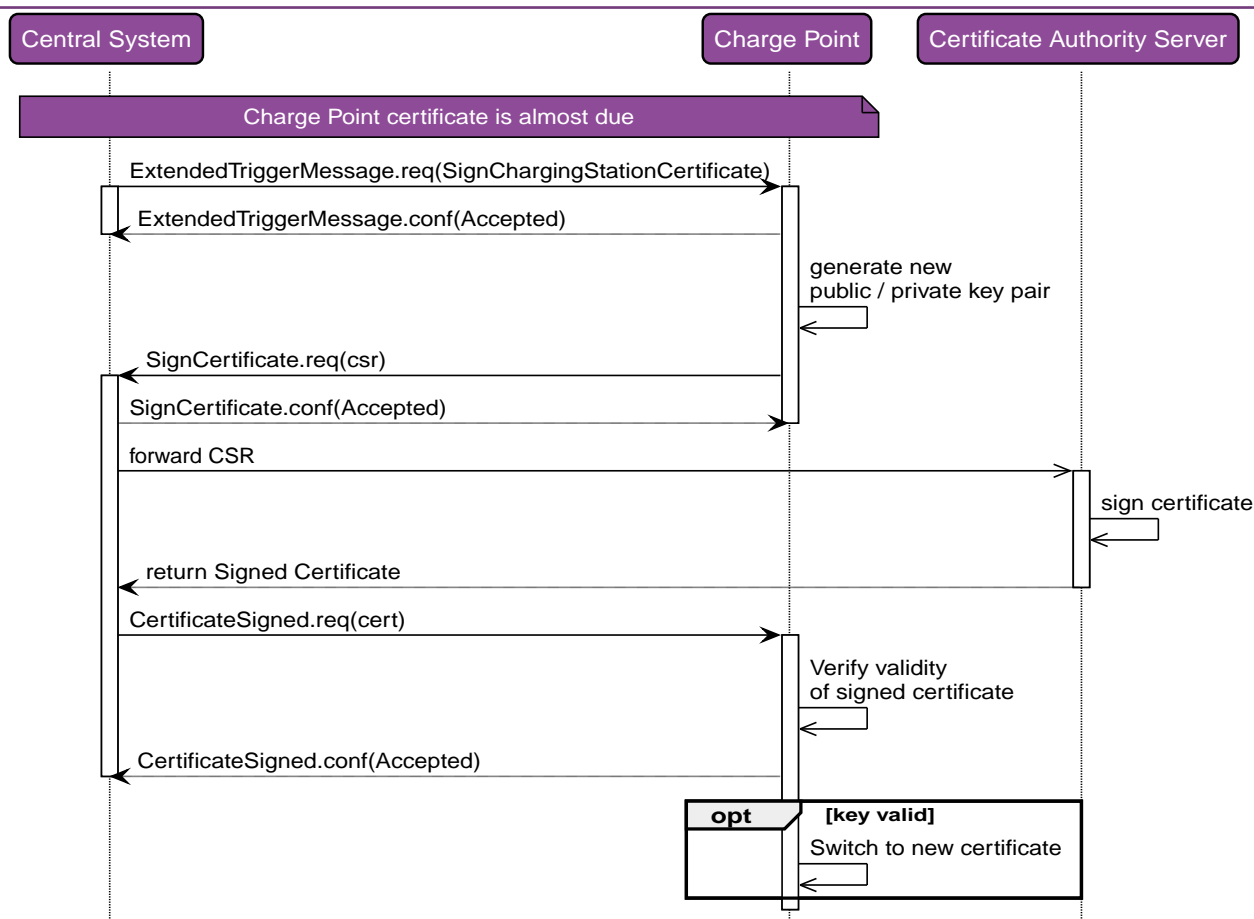 Central System
Charge Point
Certificate Authority Server
Charge Point certificate is almost due
ExtendedTriggerMessage.req(SignChargingStationCertificate)
ExtendedTriggerMessage.conf(Accepted)
generate new
public / private key pair
SignCertificate.req(csr)
SignCertificate.conf(Accepted)
forward CSR
sign certificate
return Signed Certificate
CertificateSigned.req(cert)
Verify validity
of signed certificate
CertificateSigned.conf(Accepted)
opt
[key valid]
Switch to new certificate